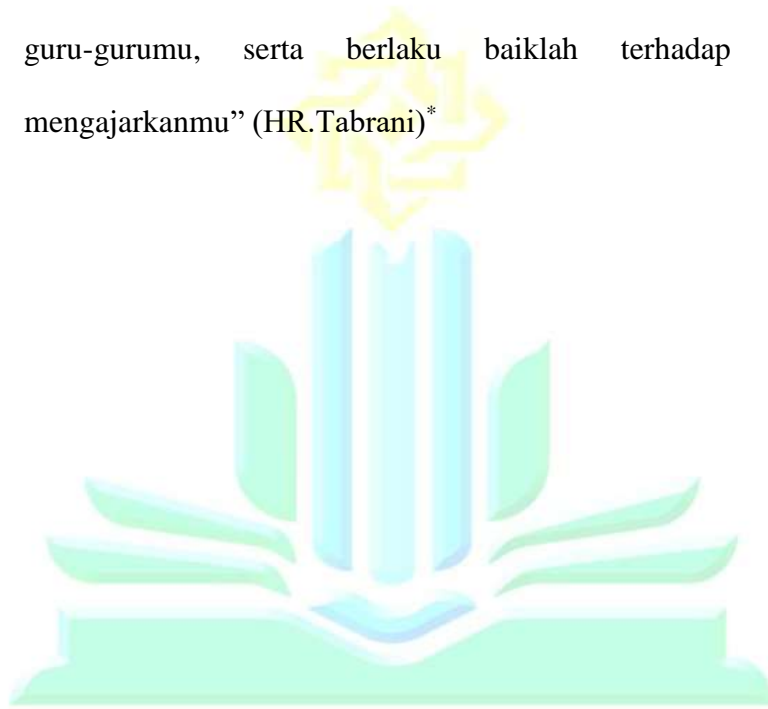 guru-gurumu, serta berlaku baiklah terhadap
mengajarkanmu” (HR.Tabrani)*